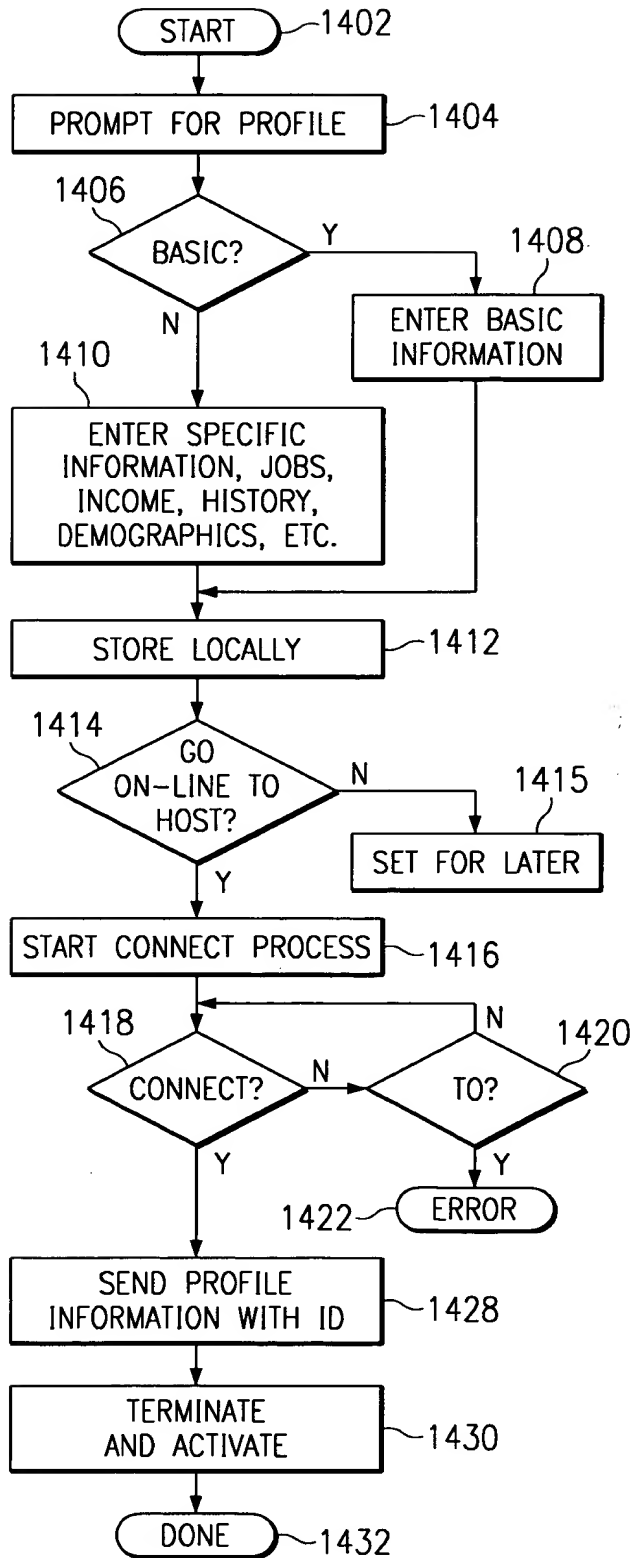 START
1402
PROMPT FOR PROFILE
1404
1406
BASIC?
Y
N
1408
ENTER BASIC
INFORMATION
1410
ENTER SPECIFIC
INFORMATION, JOBS,
INCOME, HISTORY,
DEMOGRAPHICS, ETC.
STORE LOCALLY
1412
1414
GO
ON-LINE TO
HOST?
N
Y
1415
SET FOR LATER
START CONNECT PROCESS
1416
1418
CONNECT?
N
Y
N
1420
TO?
Y
1422
ERROR
SEND PROFILE
INFORMATION WITH ID
1428
TERMINATE
AND ACTIVATE
1430
DONE
1432